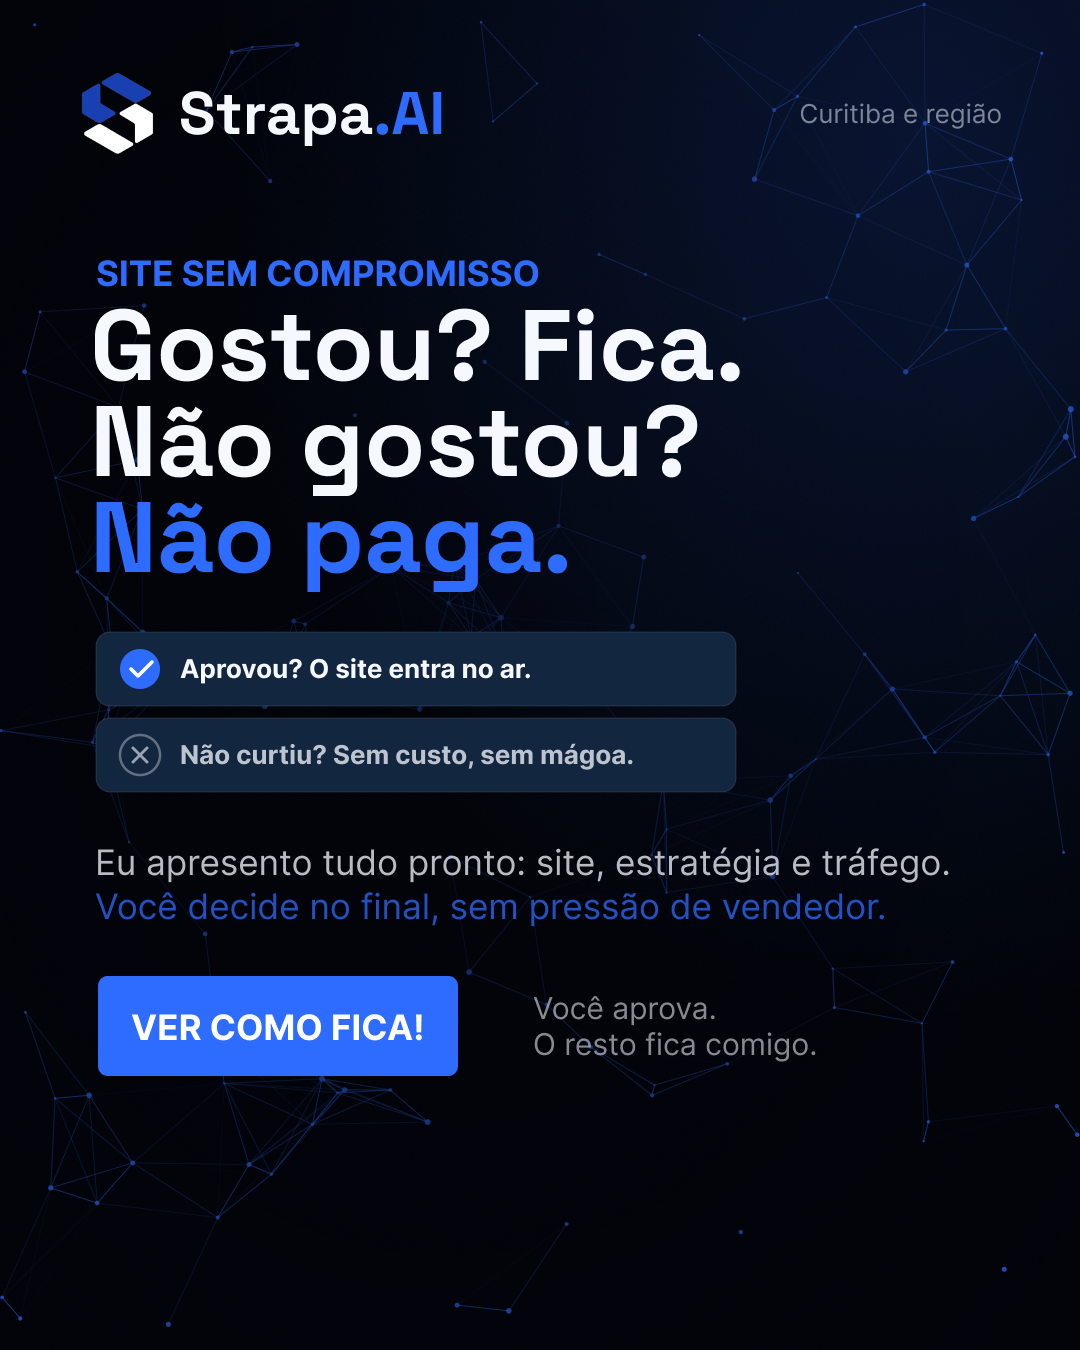 Strapa.AI
Curitiba e região
SITE SEM COMPROMISSO
Gostou? Fica.
Não gostou?
Não paga.
Aprovou? O site entra no ar.
Não curtiu? Sem custo, sem mágoa.
Eu apresento tudo pronto: site, estratégia e tráfego.
Você decide no final, sem pressão de vendedor.
VER COMO FICA!
Você aprova.
O resto fica comigo.